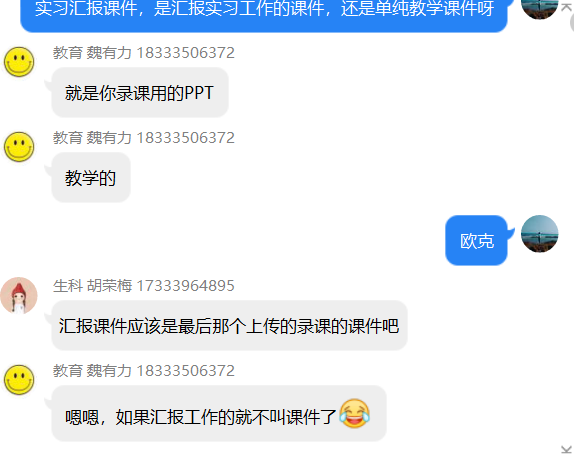 实习汇报课件，是汇报实习工作的课件，还是单纯教学课件呀
教育 魏有力 18333506372
就是你录课用的PPT
教育 魏有力 18333506372
教学的
欧克
生科 胡荣梅 17333964895
汇报课件应该是最后那个上传的录课的课件吧
教育 魏有力 18333506372
嗯嗯，如果汇报工作的就不叫课件了😂